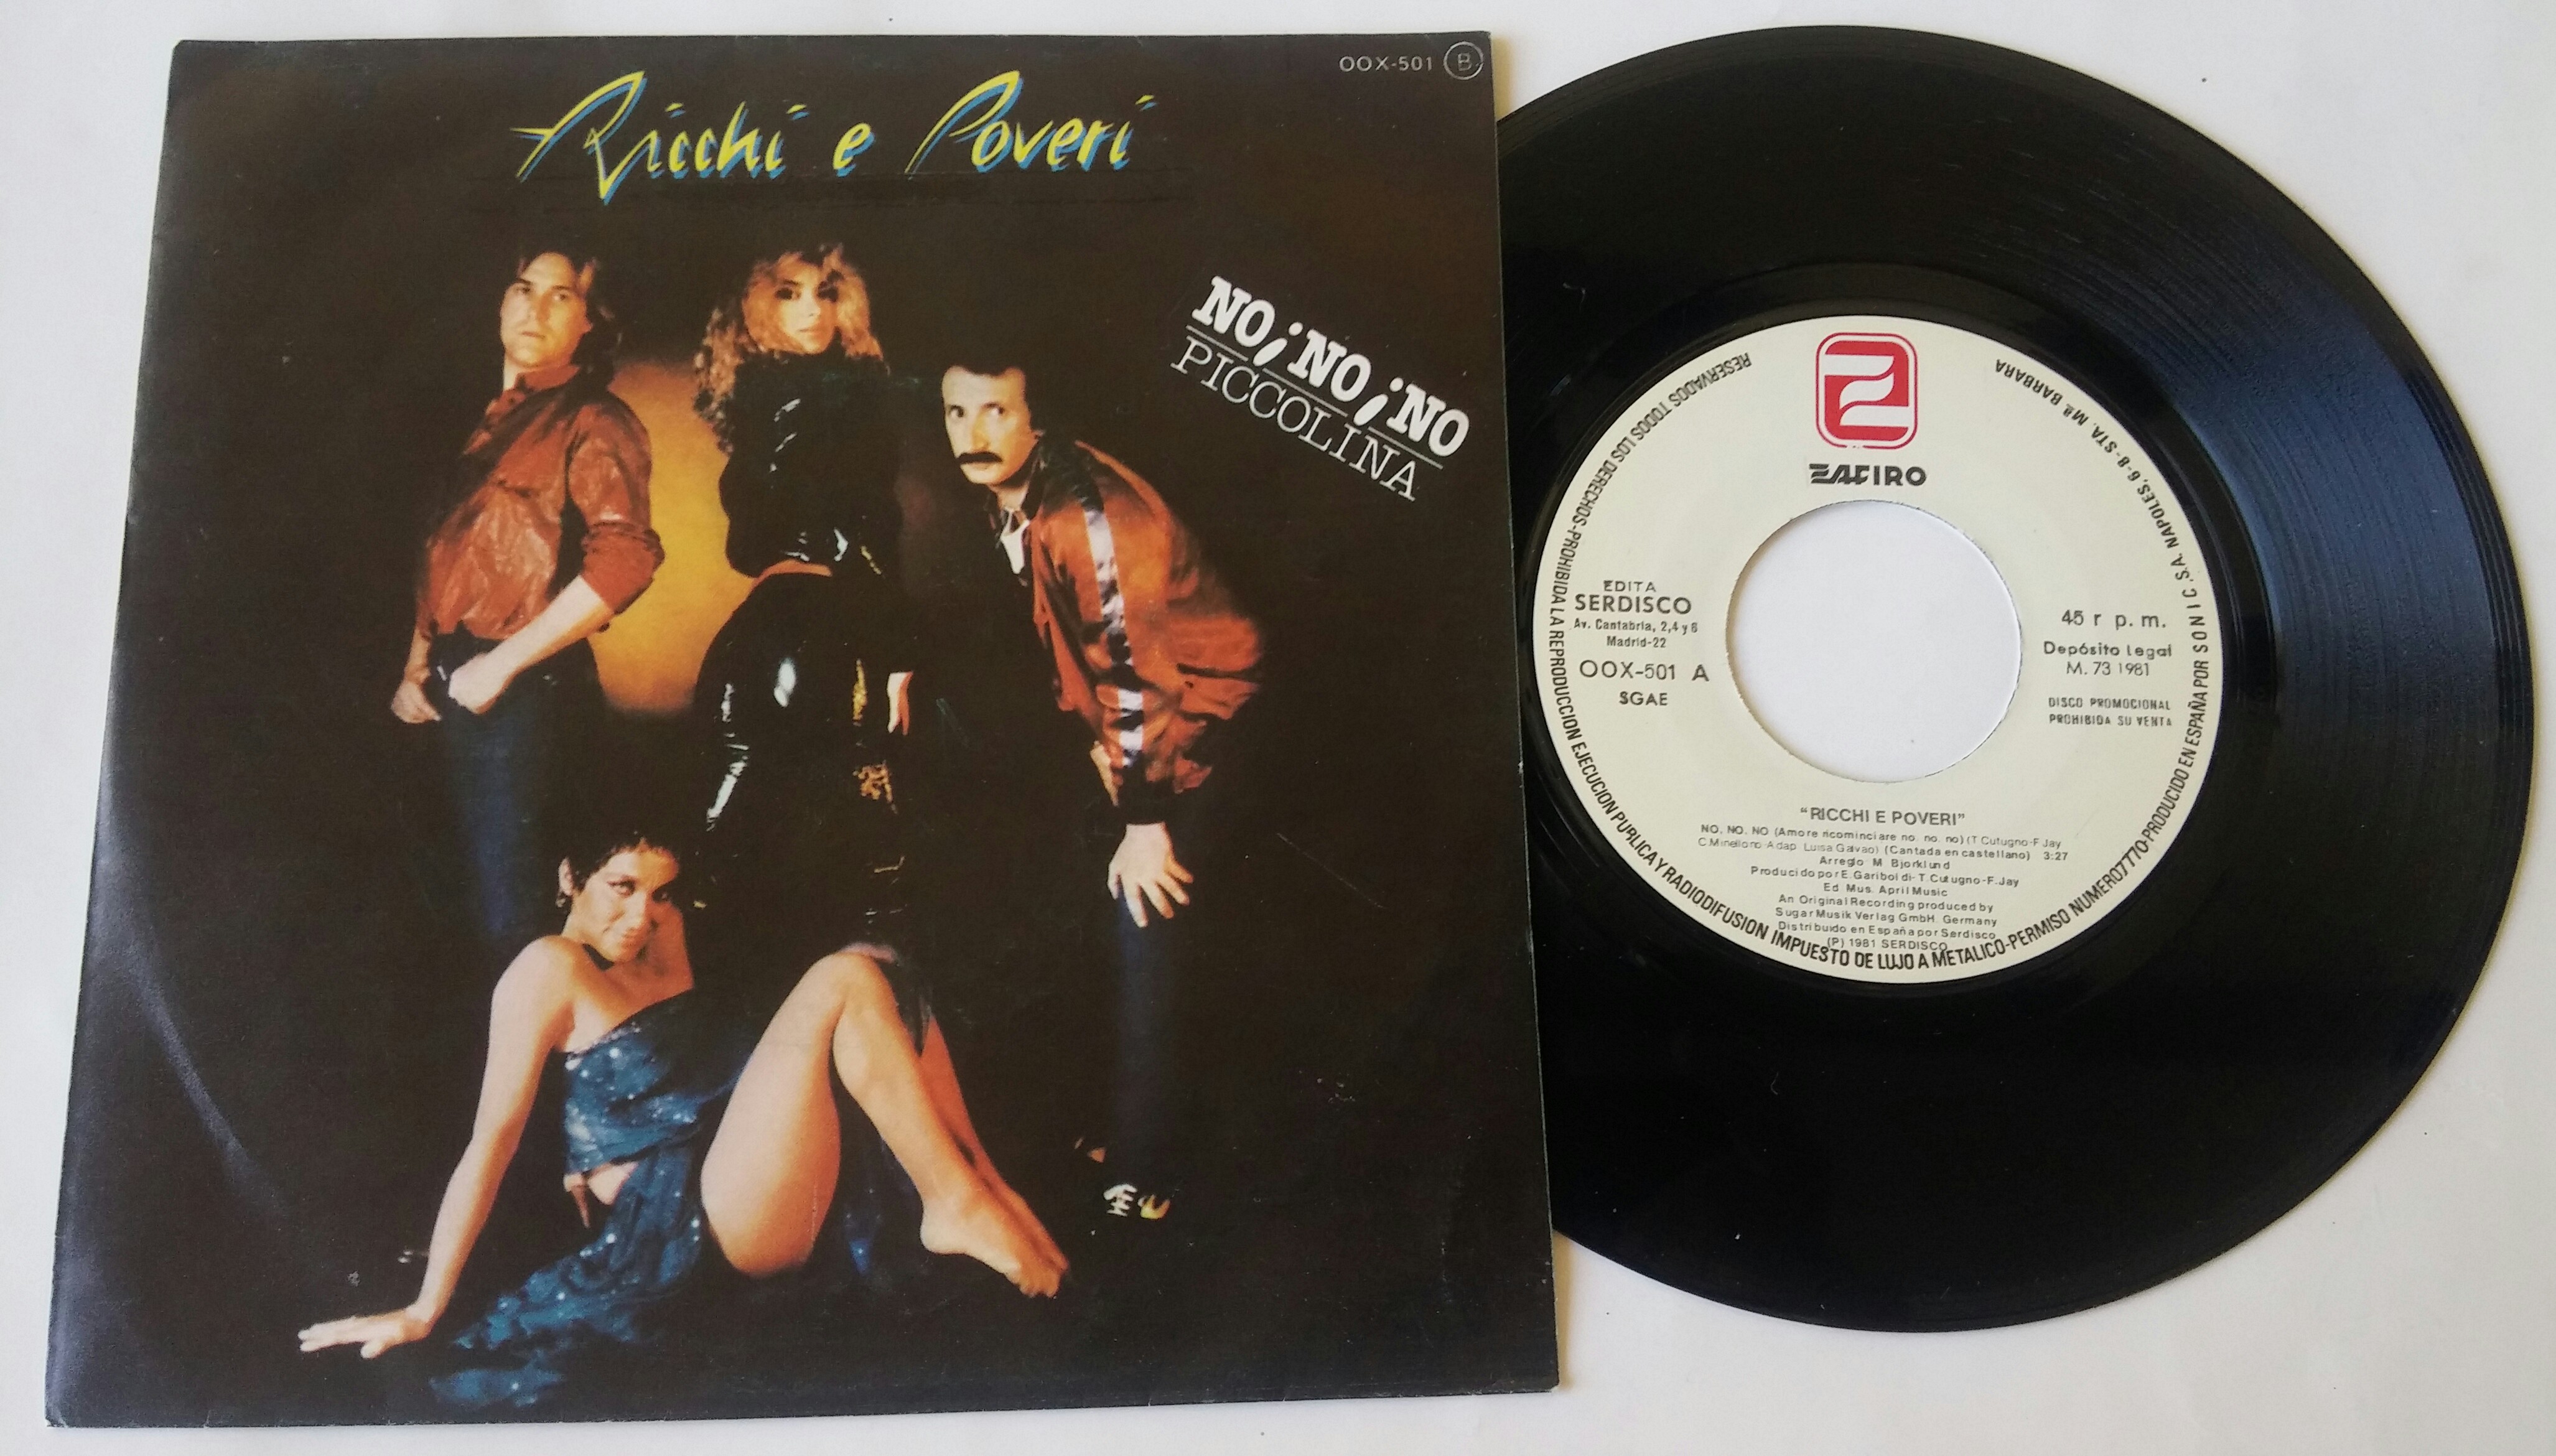 OOX-501 B
Ricchi e Poveri
NO,¡NO,¡NO
PICCOLINA
RESERVADOS TODOS LOS DERECHOS-PROHIBIDA LA REPRODUCCION EJECUCION PUBLICA Y RADIODIFUSION IMPUESTO DE LUJO A METALICO-PERMISO NUMERO 7770-PRODUCIDO EN ESPAÑA POR SONIC, S.A. NAPOLES, 6-8-STA. Mª. BARBARA
ZAFIRO
EDITA
SERDISCO
Av. Cantabria, 2,4 y 6
Madrid-22
OOX-501 A
SGAE
45 r p. m.
Depósito Legal
M. 73 1981
DISCO PROMOCIONAL
PROHIBIDA SU VENTA
"RICCHI E POVERI"
NO, NO. NO (Amore ricominciare no. no. no) (T Cutugno-F Jay
C.Minellono Adap. Luisa Galvao) (Cantada en castellano) 3:27
Arreglo M Bjorklund
Producido por E. Gariboldi- T. Cutugno-F. Jay
Ed Mus. April Music
An Original Recording produced by
Sugar Musik Verlag GmbH. Germany
Distribuido en España por Serdisco
(P) 1981 SERDISCO